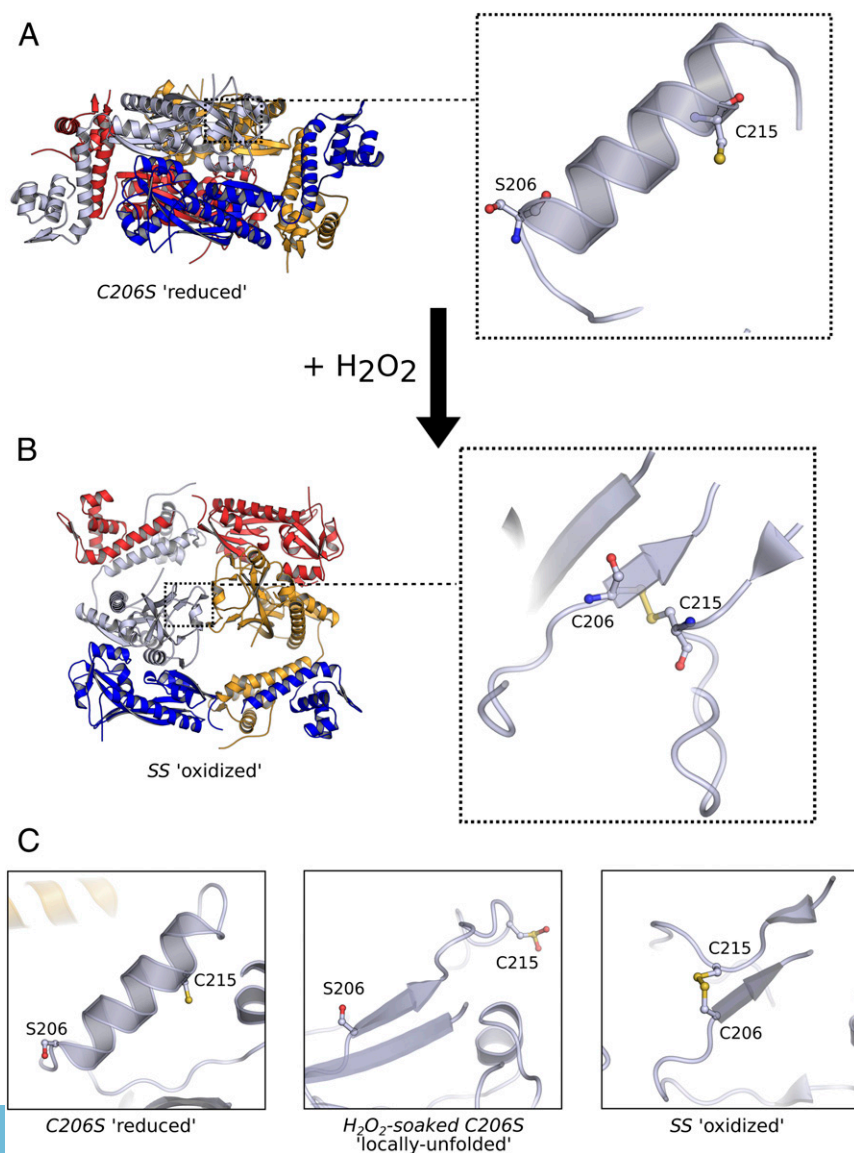 A
S206
C215
C206S 'reduced'
+ H2O2
B
C206
C215
SS 'oxidized'
C
S206
C215
S206
C215
C215
C206
C206S 'reduced'
H2O2-soaked C206S
'locally-unfolded'
SS 'oxidized'